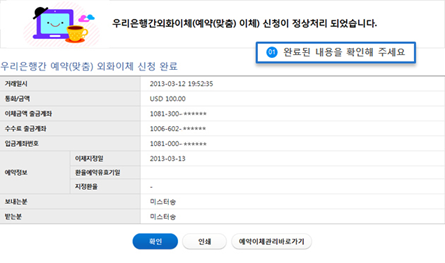 우리은행간외화이체(예약(맞춤) 이체) 신청이 정상처리 되었습니다.
01 완료된 내용을 확인해 주세요
우리은행간 예약(맞춤) 외화이체 신청 완료
거래일시 2013-03-12 19:52:35
통화/금액 USD 100.00
이체금액 출금계좌 1081-300-******
수수료 출금계좌 1006-602-******
입금계좌번호 1081-000-******
예약정보 이체지정일 2013-03-13
환율예약유효기일
지정환율 -
보내는분 미스터송
받는분 미스터송
확인 인쇄 예약이체관리바로가기